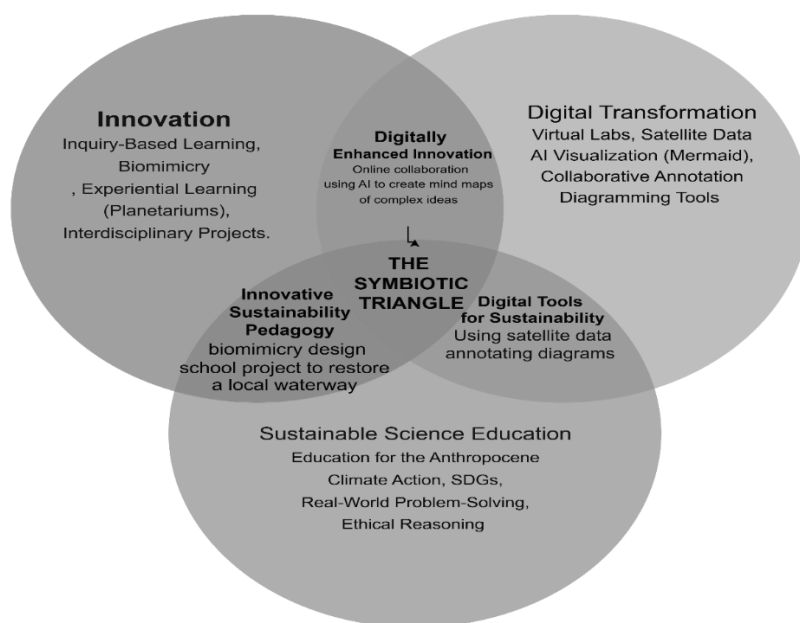 Innovation
Inquiry-Based Learning,
Biomimicry
, Experiential Learning
(Planetariums),
Interdisciplinary Projects.
Digitally
Enhanced Innovation
Online collaboration
using AI to create mind maps
of complex ideas
Digital Transformation
Virtual Labs, Satellite Data
AI Visualization (Mermaid),
Collaborative Annotation
Diagramming Tools
THE
SYMBIOTIC
TRIANGLE
Innovative
Sustainability
Pedagogy
biomimicry design
school project to restore
a local waterway
Digital Tools
for Sustainability
Using satellite data
annotating diagrams
Sustainable Science Education
Education for the Anthropocene
Climate Action, SDGs,
Real-World Problem-Solving,
Ethical Reasoning